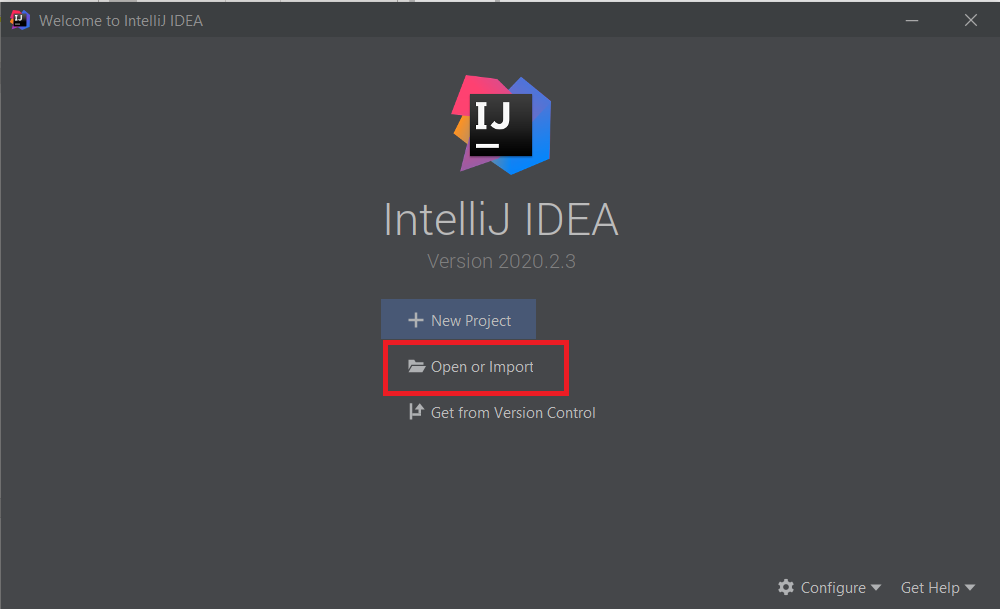 Welcome to IntelliJ IDEA
IJ
IntelliJ IDEA
Version 2020.2.3
New Project
Open or Import
Get from Version Control
Configure
Get Help